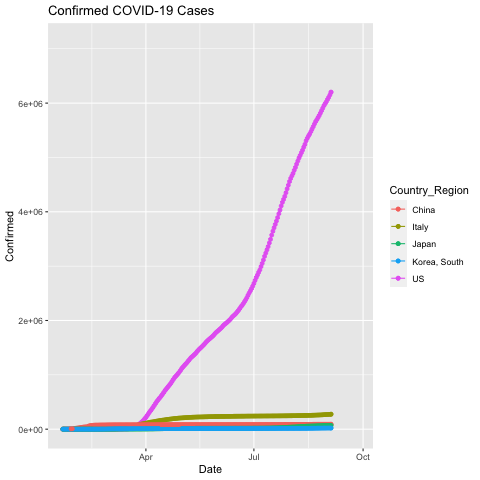 Confirmed COVID-19 Cases
Confirmed
6e+06
4e+06
2e+06
0e+00
Apr
Jul
Oct
Date
Country_Region
China
Italy
Japan
Korea, South
US